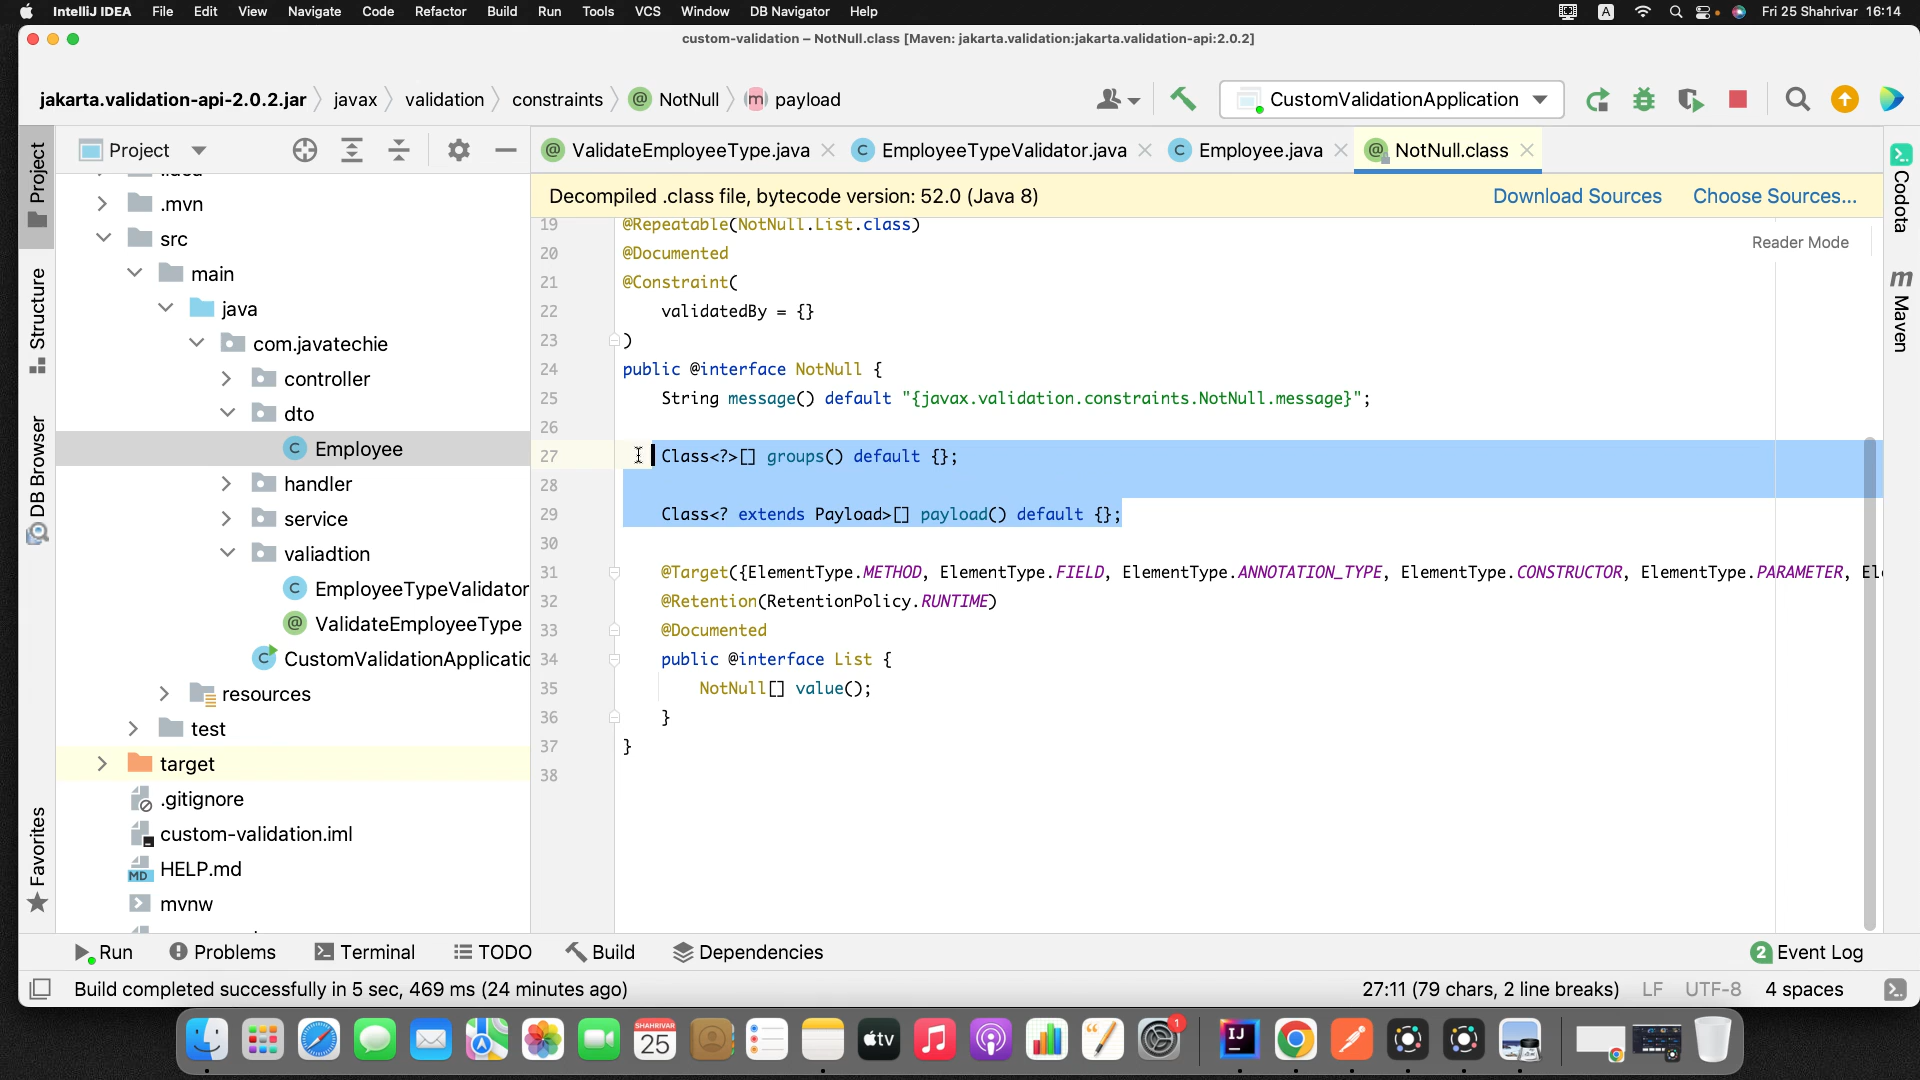 IntelliJ IDEA File Edit View Navigate Code Refactor Build Run Tools VCS Window DB Navigator Help A Fri 25 Shahrivar 16:14
custom-validation – NotNull.class [Maven: jakarta.validation:jakarta.validation-api:2.0.2]
jakarta.validation-api-2.0.2.jar javax validation constraints @ NotNull m payload CustomValidationApplication
Project
ValidateEmployeeType.java EmployeeTypeValidator.java Employee.java NotNull.class
Decompiled .class file, bytecode version: 52.0 (Java 8) Download Sources Choose Sources...
Reader Mode
Project
Structure
DB Browser
Favorites
.mvn
src
main
java
com.javatechie
controller
dto
Employee
handler
service
valiadtion
EmployeeTypeValidator
ValidateEmployeeType
CustomValidationApplicatio
resources
test
target
.gitignore
custom-validation.iml
HELP.md
mvnw
19 @Repeatable(NotNull.List.class)
20 @Documented
21 @Constraint(
22 validatedBy = {}
23 )
24 public @interface NotNull {
25 String message() default "{javax.validation.constraints.NotNull.message}";
26
27 Class<?>[] groups() default {};
28
29 Class<? extends Payload>[] payload() default {};
30
31 @Target({ElementType.METHOD, ElementType.FIELD, ElementType.ANNOTATION_TYPE, ElementType.CONSTRUCTOR, ElementType.PARAMETER, El
32 @Retention(RetentionPolicy.RUNTIME)
33 @Documented
34 public @interface List {
35 NotNull[] value();
36 }
37 }
38
Codota
Maven
Run Problems Terminal TODO Build Dependencies 2 Event Log
Build completed successfully in 5 sec, 469 ms (24 minutes ago) 27:11 (79 chars, 2 line breaks) LF UTF-8 4 spaces
SHAHRIVAR
25
tv
1
IJ